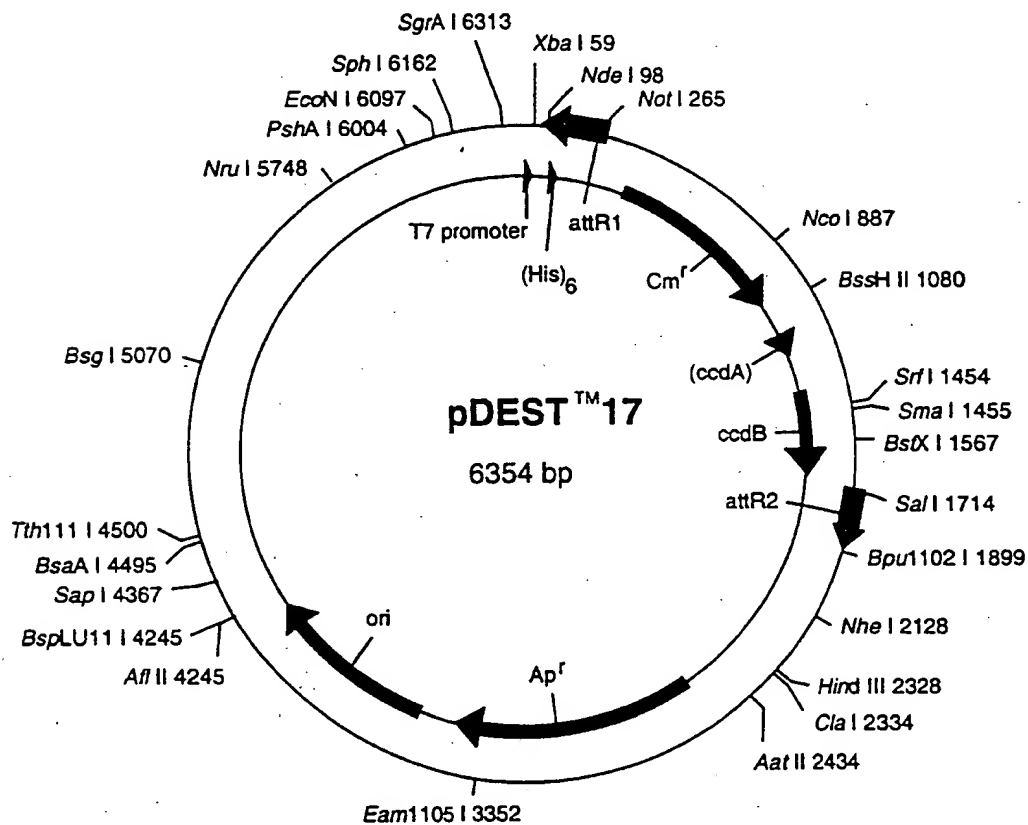 SgrA I 6313
Xba I 59
Sph I 6162
Nde I 98
EcoN I 6097
Not I 265
PshA I 6004
Nru I 5748
T7 promoter
attR1
(His)6
Cmr
Nco I 887
BssH II 1080
Bsg I 5070
(ccdA)
Srf I 1454
Sma I 1455
pDEST™17
ccdB
BstX I 1567
6354 bp
attR2
Sal I 1714
Tth111 I 4500
BsaA I 4495
Bpu1102 I 1899
Sap I 4367
ori
BspLU11 I 4245
Nhe I 2128
Afl II 4245
Apr
Hind III 2328
Cla I 2334
Aat II 2434
Eam1105 I 3352